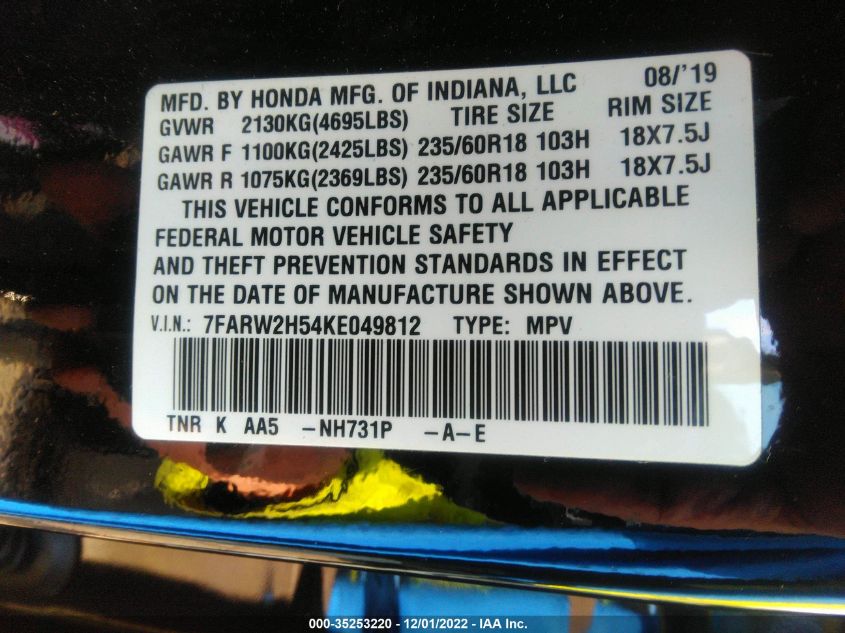 MFD. BY HONDA MFG. OF INDIANA, LLC 08/'19
GVWR 2130KG(4695LBS) TIRE SIZE RIM SIZE
GAWR F 1100KG(2425LBS) 235/60R18 103H 18X7.5J
GAWR R 1075KG(2369LBS) 235/60R18 103H 18X7.5J
THIS VEHICLE CONFORMS TO ALL APPLICABLE
FEDERAL MOTOR VEHICLE SAFETY
AND THEFT PREVENTION STANDARDS IN EFFECT
ON THE DATE OF MANUFACTURE SHOWN ABOVE.
V.I.N.: 7FARW2H54KE049812 TYPE: MPV
TNR K AA5 -NH731P -A-E
000-35253220 - 12/01/2022 - IAA Inc.